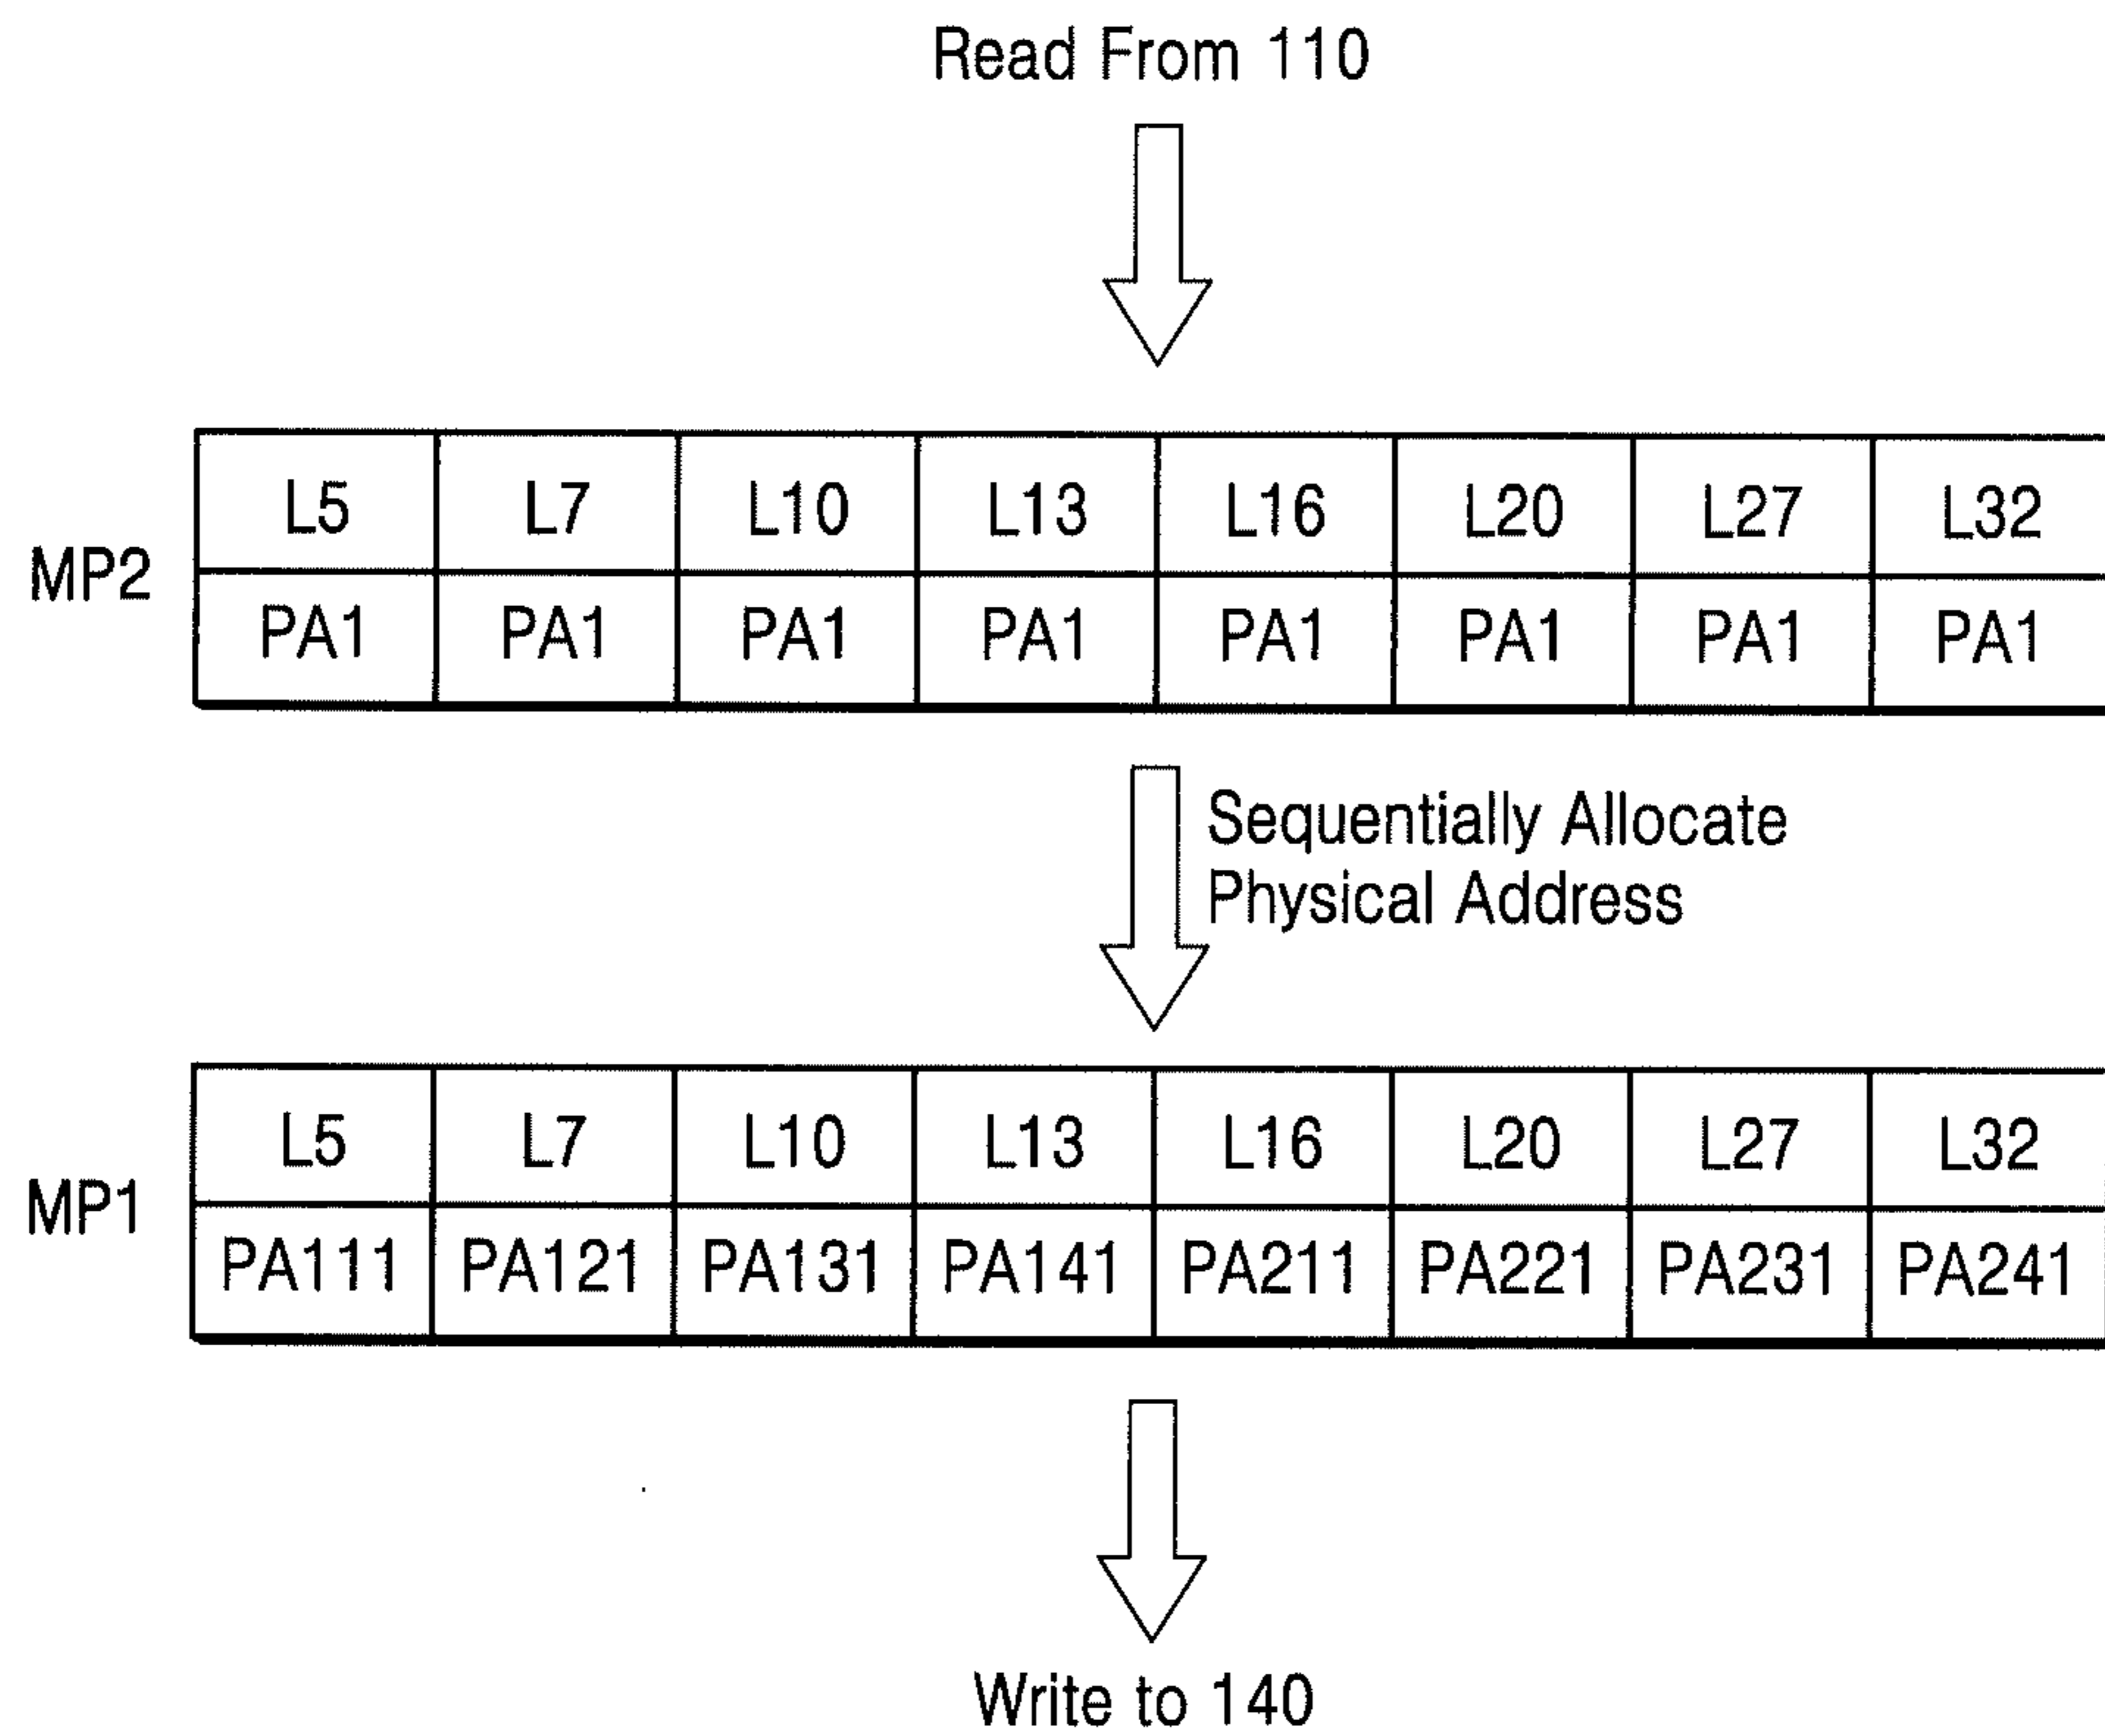 Read From 110
L5 L7 L10 L13 L16 L20 L27 L32
MP2
PA1 PA1 PA1 PA1 PA1 PA1 PA1 PA1
Sequentially Allocate
Physical Address
L5 L7 L10 L13 L16 L20 L27 L32
MP1
PA111 PA121 PA131 PA141 PA211 PA221 PA231 PA241
Write to 140